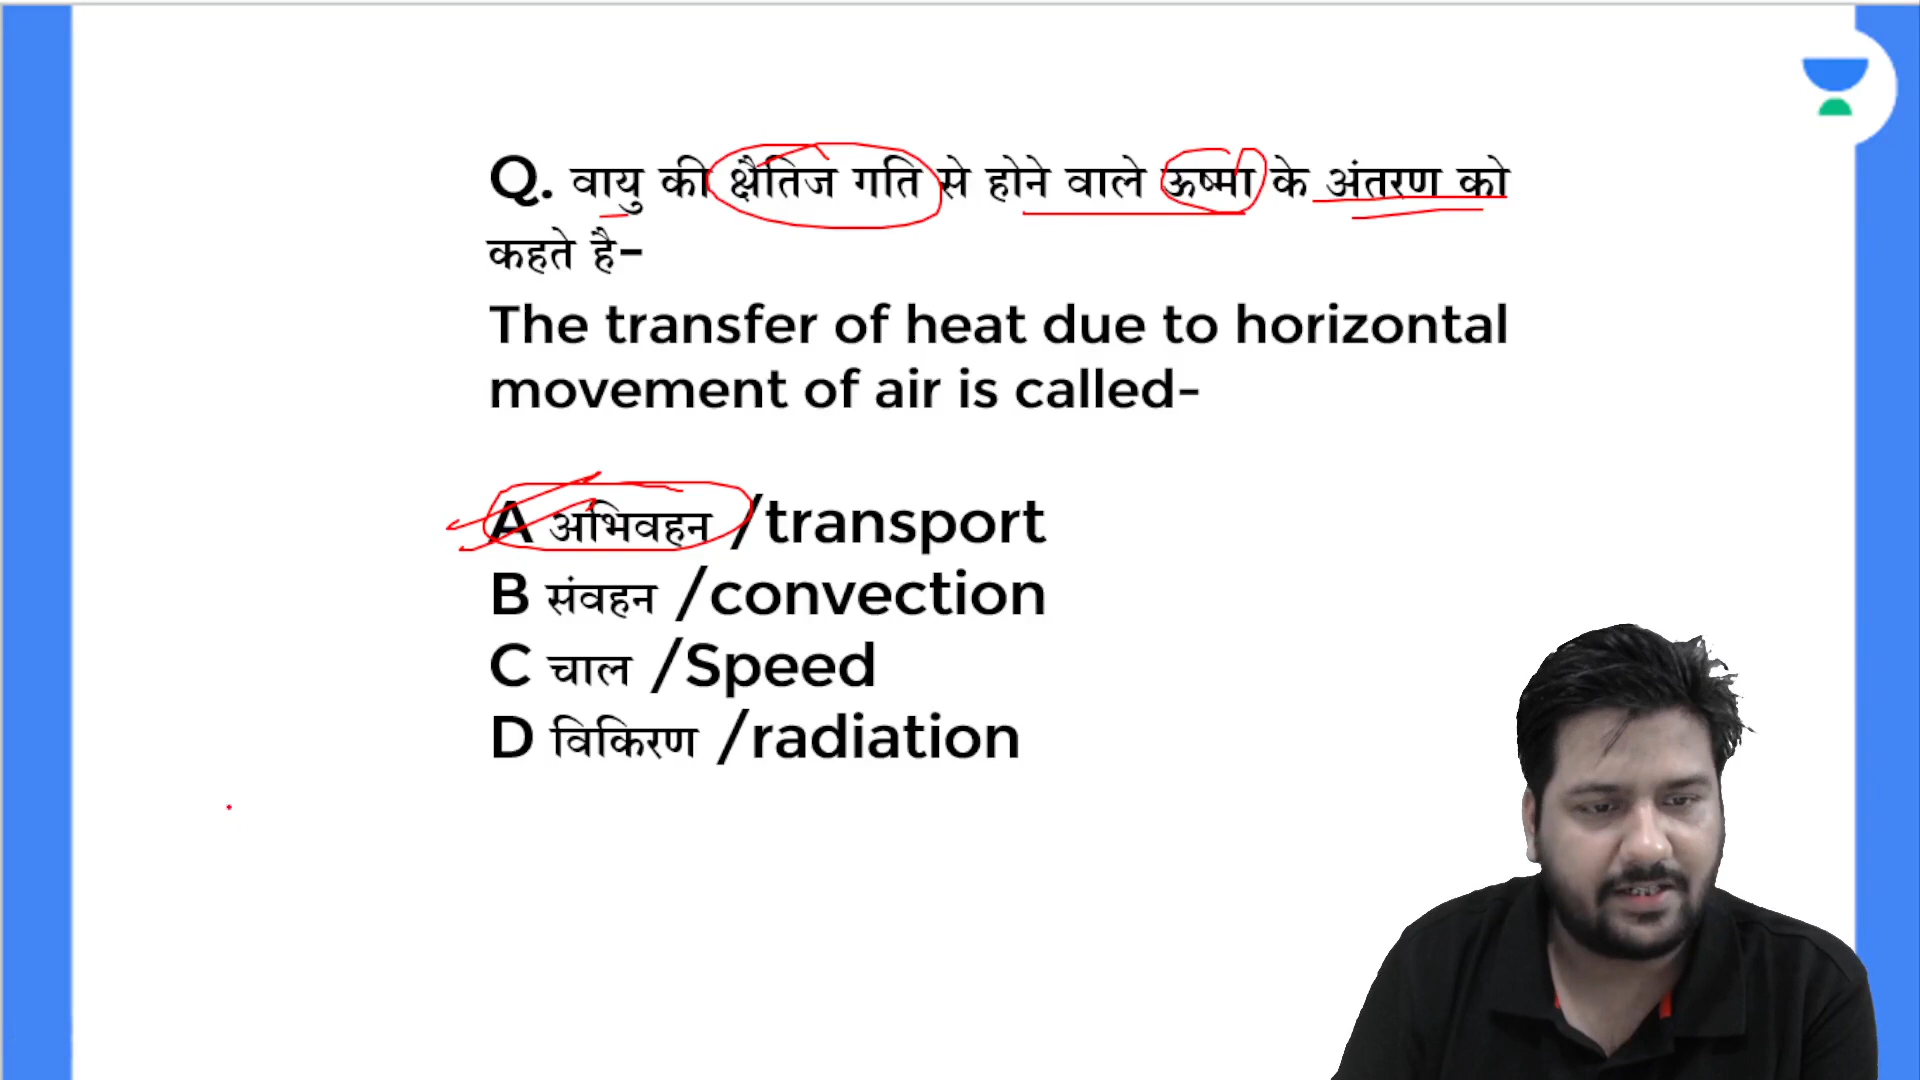 Q. वायु की क्षैतिज गति से होने वाले ऊष्मा के अंतरण को
कहते है-
The transfer of heat due to horizontal
movement of air is called-
A अभिवहन /transport
B संवहन /convection
C चाल /Speed
D विकिरण /radiation